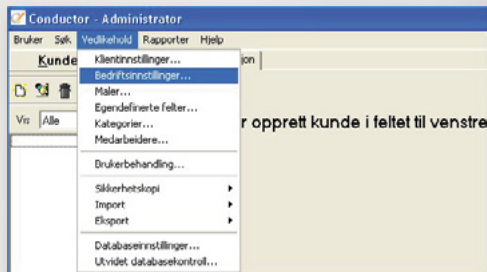 Conductor - Administrator
Bruker Søk Vedlikehold Rapporter Hjelp
Kunde
jon
Klientinnstillinger...
Bedriftsinnstillinger...
Maler...
Egendefinerte felter...
Kategorier...
Medarbeidere...
Brukerbehandling...
Sikkerhetskopi
Import
Eksport
Databaseinnstillinger...
Utvidet databasekontroll...
Vis Alle
r opprett kunde i feltet til venstre